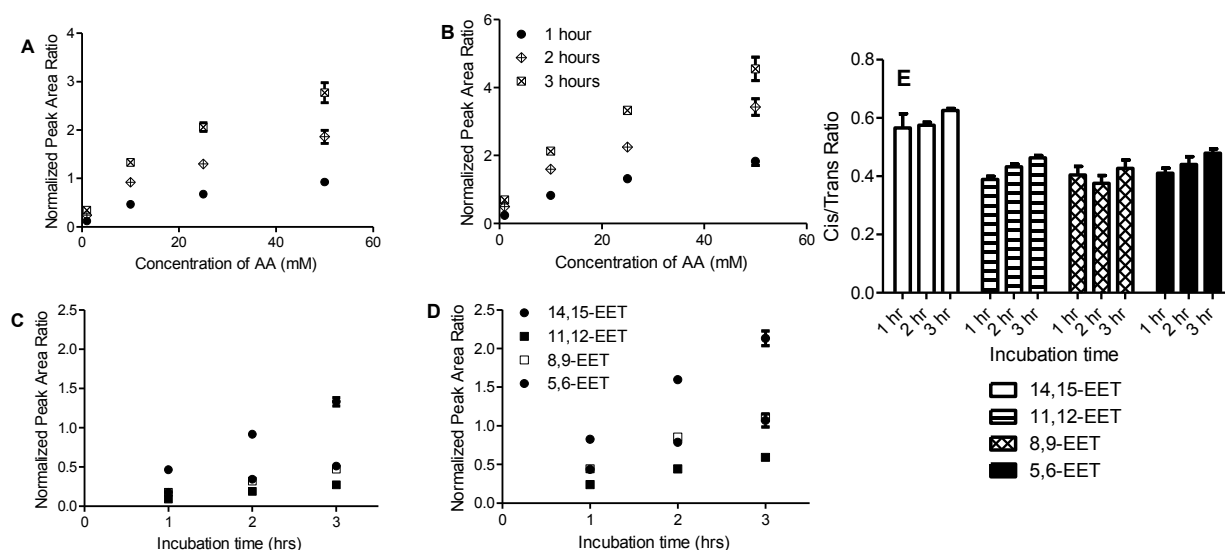 A
Normalized Peak Area Ratio
4
3
2
1
0
0
20
40
60
Concentration of AA (mM)
B
Normalized Peak Area Ratio
6
4
2
0
1 hour
2 hours
3 hours
0
20
40
60
Concentration of AA (mM)
E
Cis/Trans Ratio
0.8
0.6
0.4
0.2
0.0
1 hr
2 hr
3 hr
1 hr
2 hr
3 hr
1 hr
2 hr
3 hr
1 hr
2 hr
3 hr
Incubation time
14,15-EET
11,12-EET
8,9-EET
5,6-EET
C
Normalized Peak Area Ratio
2.5
2.0
1.5
1.0
0.5
0.0
0
1
2
3
Incubation time (hrs)
D
Normalized Peak Area Ratio
2.5
2.0
1.5
1.0
0.5
0.0
14,15-EET
11,12-EET
8,9-EET
5,6-EET
0
1
2
3
Incubation time (hrs)